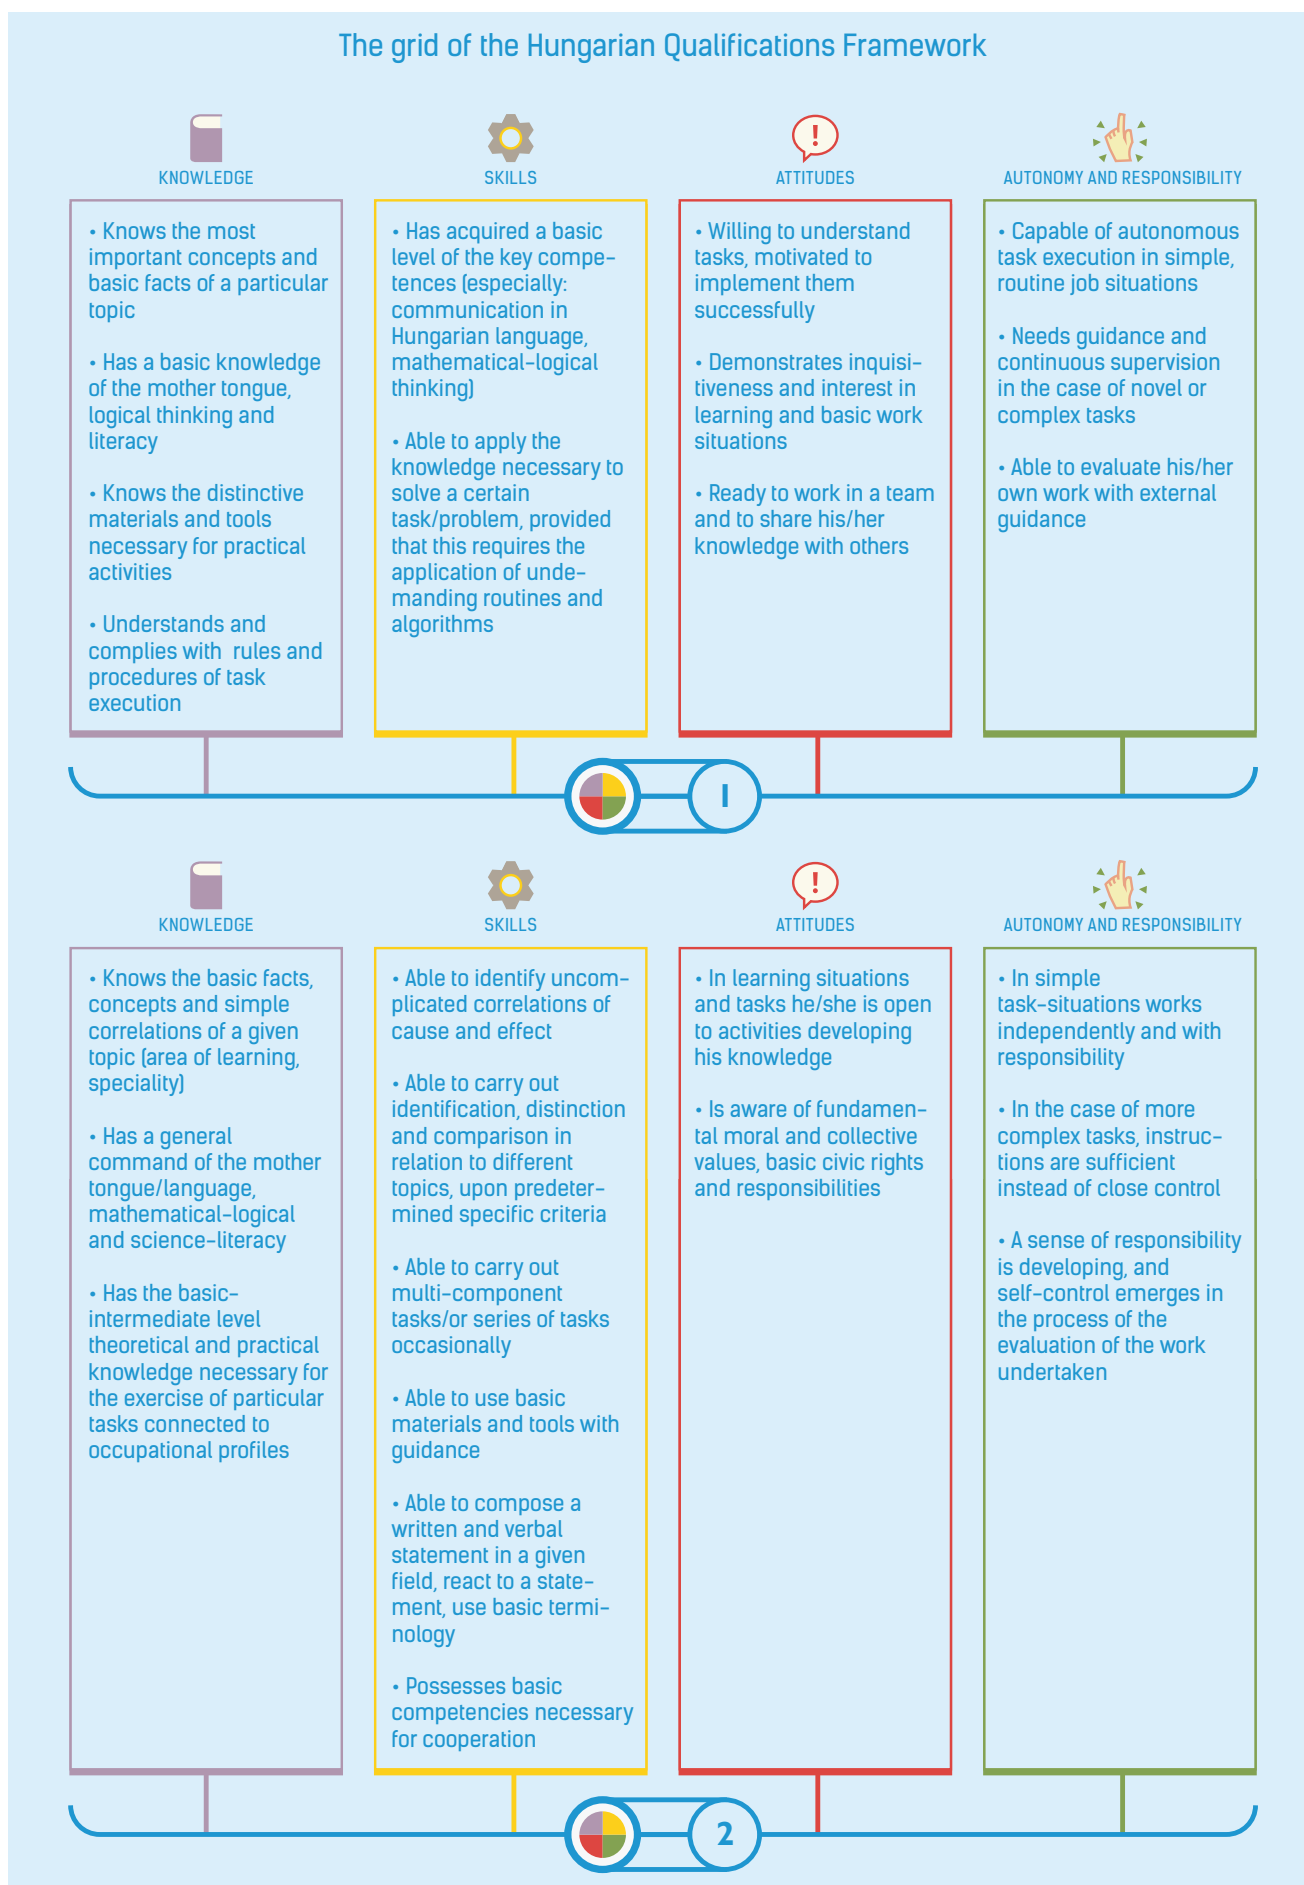 The grid of the Hungarian Qualifications Framework
KNOWLEDGE
• Knows the most
important concepts and
basic facts of a particular
topic
• Has a basic knowledge
of the mother tongue,
logical thinking and
literacy
• Knows the distinctive
materials and tools
necessary for practical
activities
• Understands and
complies with rules and
procedures of task
execution
SKILLS
• Has acquired a basic
level of the key compe-
tences (especially:
communication in
Hungarian language,
mathematical-logical
thinking)
• Able to apply the
knowledge necessary to
solve a certain
task/problem, provided
that this requires the
application of unde-
manding routines and
algorithms
ATTITUDES
• Willing to understand
tasks, motivated to
implement them
successfully
• Demonstrates inquisi-
tiveness and interest in
learning and basic work
situations
• Ready to work in a team
and to share his/her
knowledge with others
AUTONOMY AND RESPONSIBILITY
• Capable of autonomous
task execution in simple,
routine job situations
• Needs guidance and
continuous supervision
in the case of novel or
complex tasks
• Able to evaluate his/her
own work with external
guidance
1
KNOWLEDGE
• Knows the basic facts,
concepts and simple
correlations of a given
topic (area of learning,
speciality)
• Has a general
command of the mother
tongue/language,
mathematical-logical
and science-literacy
• Has the basic-
intermediate level
theoretical and practical
knowledge necessary for
the exercise of particular
tasks connected to
occupational profiles
SKILLS
• Able to identify uncom-
plicated correlations of
cause and effect
• Able to carry out
identification, distinction
and comparison in
relation to different
topics, upon predeter-
mined specific criteria
• Able to carry out
multi-component
tasks/or series of tasks
occasionally
• Able to use basic
materials and tools with
guidance
• Able to compose a
written and verbal
statement in a given
field, react to a state-
ment, use basic termi-
nology
• Possesses basic
competencies necessary
for cooperation
ATTITUDES
• In learning situations
and tasks he/she is open
to activities developing
his knowledge
• Is aware of fundamen-
tal moral and collective
values, basic civic rights
and responsibilities
AUTONOMY AND RESPONSIBILITY
• In simple
task-situations works
independently and with
responsibility
• In the case of more
complex tasks, instruc-
tions are sufficient
instead of close control
• A sense of responsibility
is developing, and
self-control emerges in
the process of the
evaluation of the work
undertaken
2